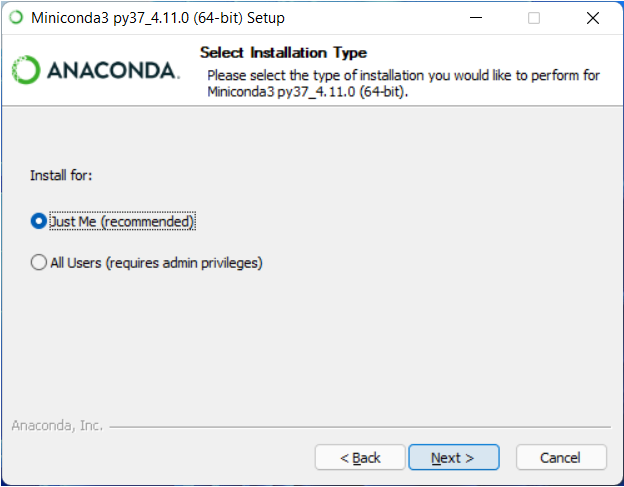 Miniconda3 py37_4.11.0 (64-bit) Setup
ANACONDA.
Select Installation Type
Please select the type of installation you would like to perform for
Miniconda3 py37_4.11.0 (64-bit).
Install for:
Just Me (recommended)
All Users (requires admin privileges)
Anaconda, Inc.
< Back
Next >
Cancel